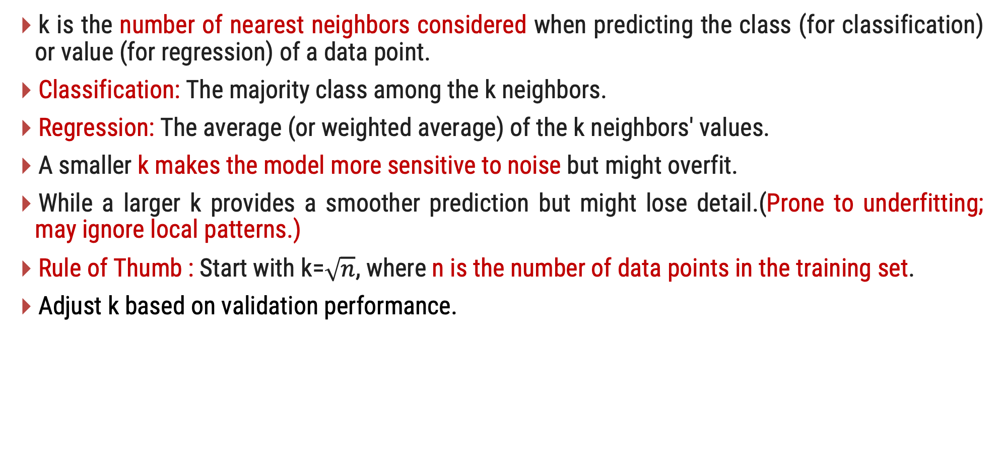 k is the number of nearest neighbors considered when predicting the class (for classification)
or value (for regression) of a data point.
Classification: The majority class among the k neighbors.
Regression: The average (or weighted average) of the k neighbors' values.
A smaller k makes the model more sensitive to noise but might overfit.
While a larger k provides a smoother prediction but might lose detail.(Prone to underfitting;
may ignore local patterns.)
Rule of Thumb : Start with k=√n, where n is the number of data points in the training set.
Adjust k based on validation performance.